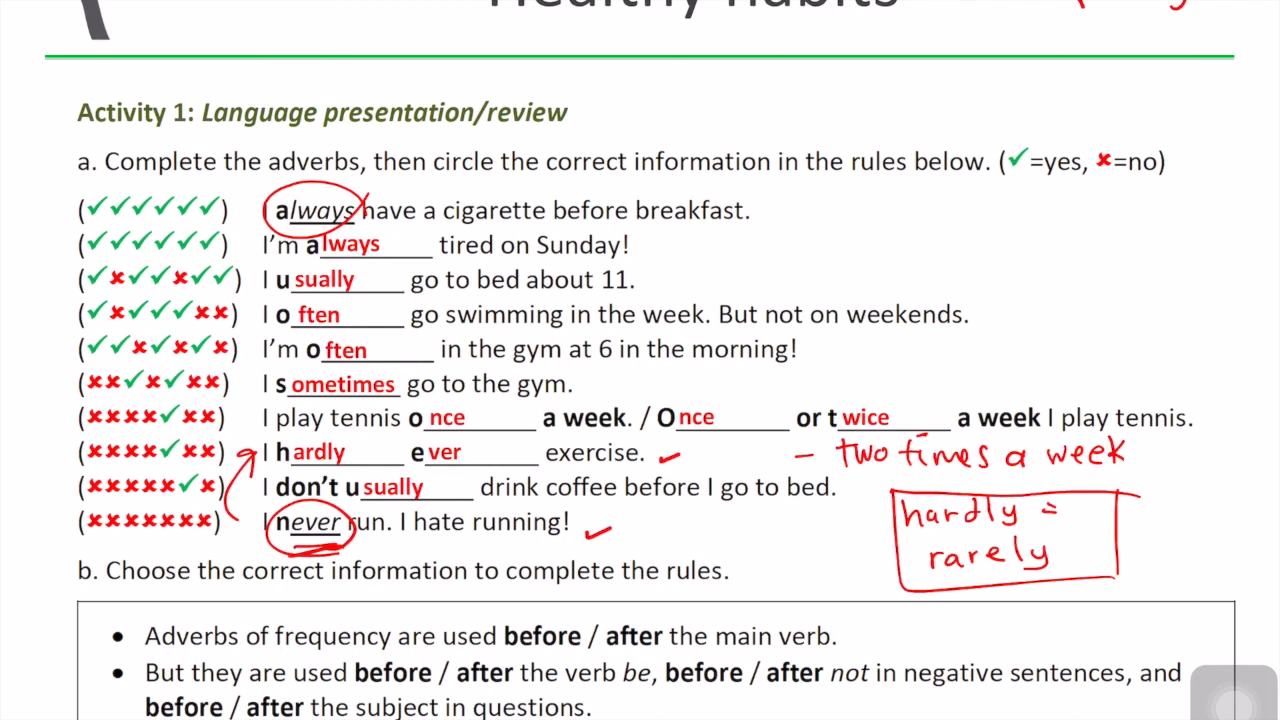 Healthy habits
Activity 1: Language presentation/review
a. Complete the adverbs, then circle the correct information in the rules below. (✓=yes, ✘=no)
(✓✓✓✓✓✓) I always have a cigarette before breakfast.
(✓✓✓✓✓✓) I'm always tired on Sunday!
(✓✘✓✓✘✓✓) I usually go to bed about 11.
(✓✘✓✓✓✘✘) I often go swimming in the week. But not on weekends.
(✓✓✘✓✘✓✘) I'm often in the gym at 6 in the morning!
(✘✘✓✘✓✘✘) I sometimes go to the gym.
(✘✘✘✘✓✘✘) I play tennis once a week. / Once or twice a week I play tennis.
(✘✘✘✘✓✘✘) I hardly ever exercise. ✓ – two times a week
(✘✘✘✘✘✓✘) I don't usually drink coffee before I go to bed.
(✘✘✘✘✘✘✘) I never run. I hate running! ✓
hardly =
rarely
b. Choose the correct information to complete the rules.
• Adverbs of frequency are used before / after the main verb.
• But they are used before / after the verb be, before / after not in negative sentences, and
before / after the subject in questions.